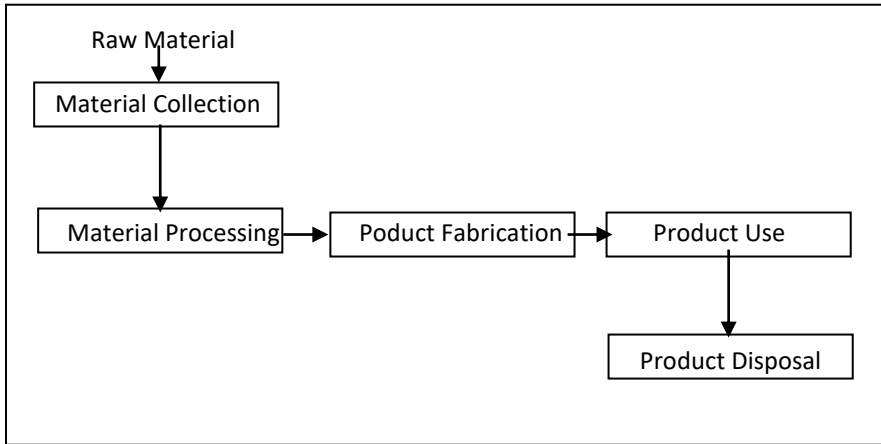 Raw Material
Material Collection
Material Processing
Poduct Fabrication
Product Use
Product Disposal